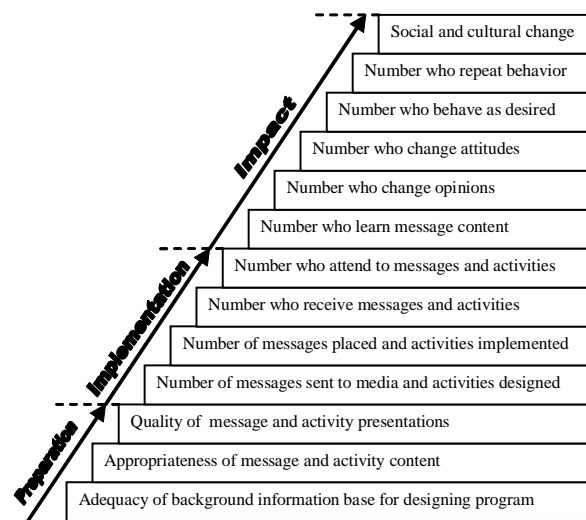 Social and cultural change
Number who repeat behavior
Number who behave as desired
Number who change attitudes
Number who change opinions
Number who learn message content
Number who attend to messages and activities
Number who receive messages and activities
Number of messages placed and activities implemented
Number of messages sent to media and activities designed
Quality of message and activity presentations
Appropriateness of message and activity content
Adequacy of background information base for designing program
Impact
Implementation
Preparation